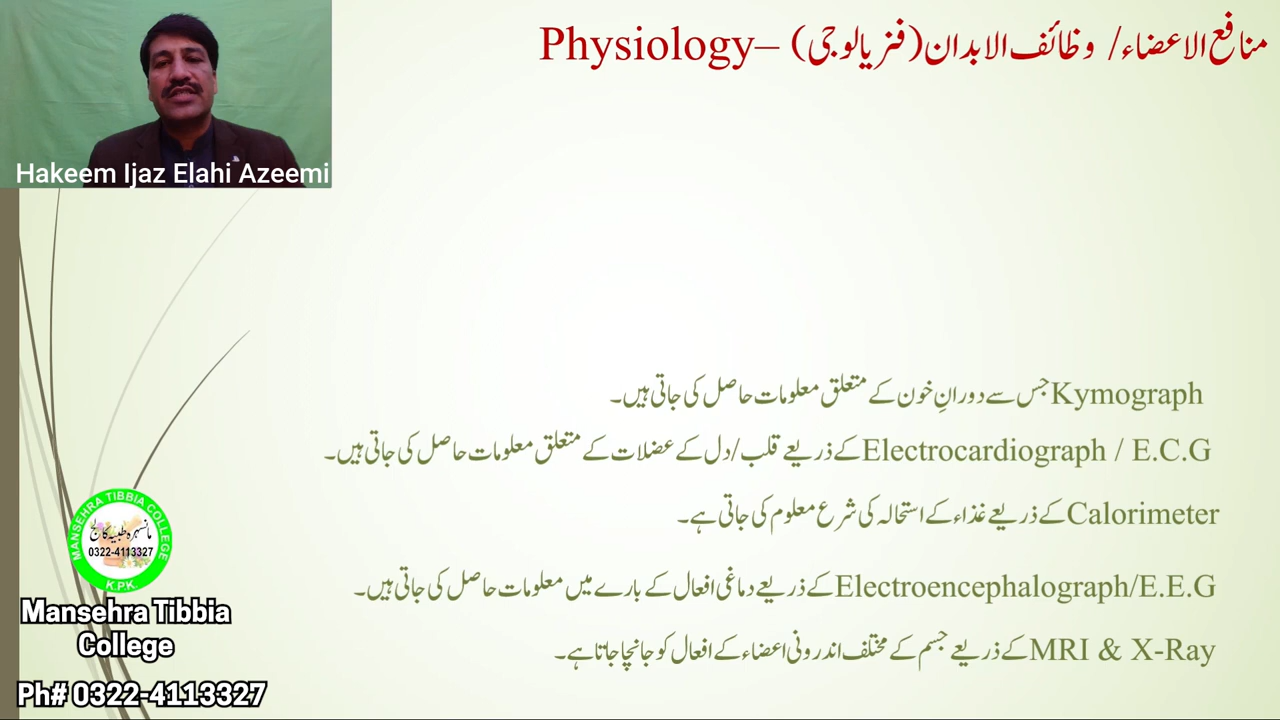 منافع الاعضاء/ وظائف الابدان (فزیالوجی) –Physiology
Hakeem Ijaz Elahi Azeemi
Kymograph جس سے دورانِ خون کے متعلق معلومات حاصل کی جاتی ہیں۔
Electrocardiograph / E.C.G کے ذریعے قلب/دل کے عضلات کے متعلق معلومات حاصل کی جاتی ہیں۔
Calorimeter کے ذریعے غذاء کے استحالہ کی شرع معلوم کی جاتی ہے۔
Electroencephalograph/E.E.G کے ذریعے دماغی افعال کے بارے میں معلومات حاصل کی جاتی ہیں۔
MRI & X-Ray کے ذریعے جسم کے مختلف اندرونی اعضاء کے افعال کو جانچا جاتا ہے۔
MANSEHRA TIBBIA COLLEGE
مانسہرہ طبیہ کالج
0322-4113327
K.P.K.
Mansehra Tibbia
College
Ph# 0322-4113327